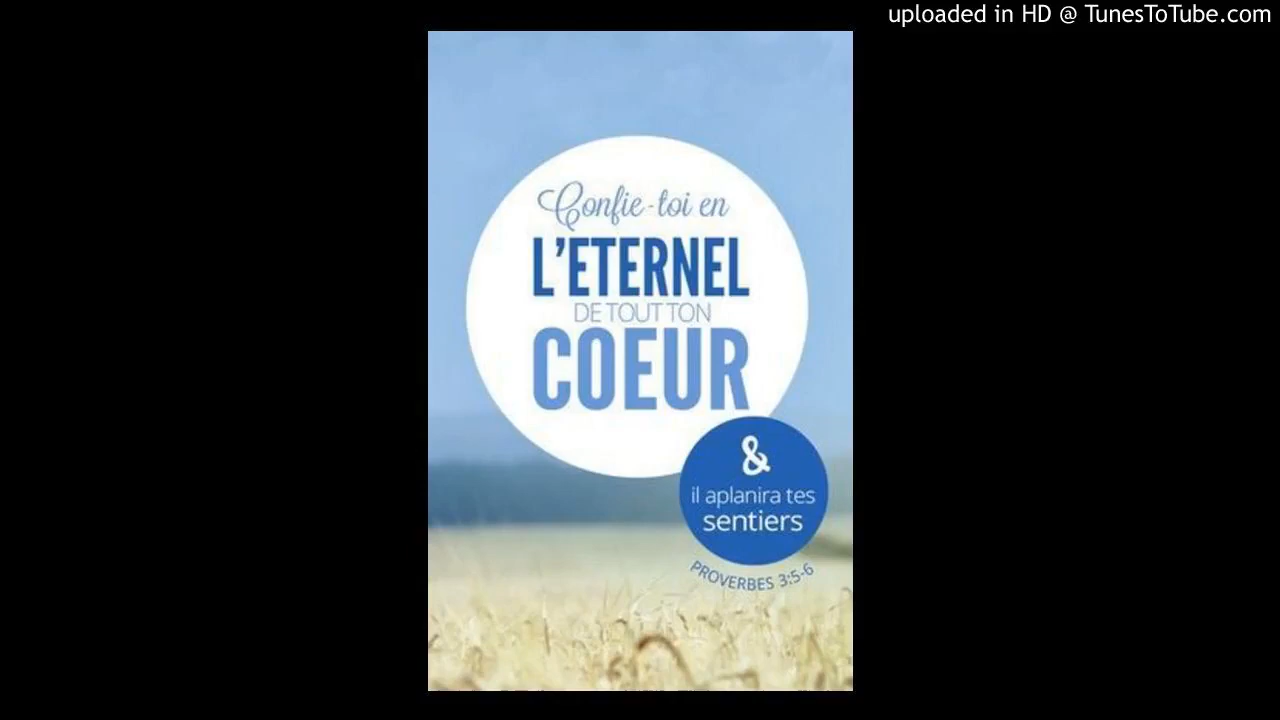 uploaded in HD @ TunesToTube.com
Confie-toi en
L'ETERNEL
DE TOUT TON
COEUR
&
il aplanira tes
sentiers
PROVERBES 3:5-6